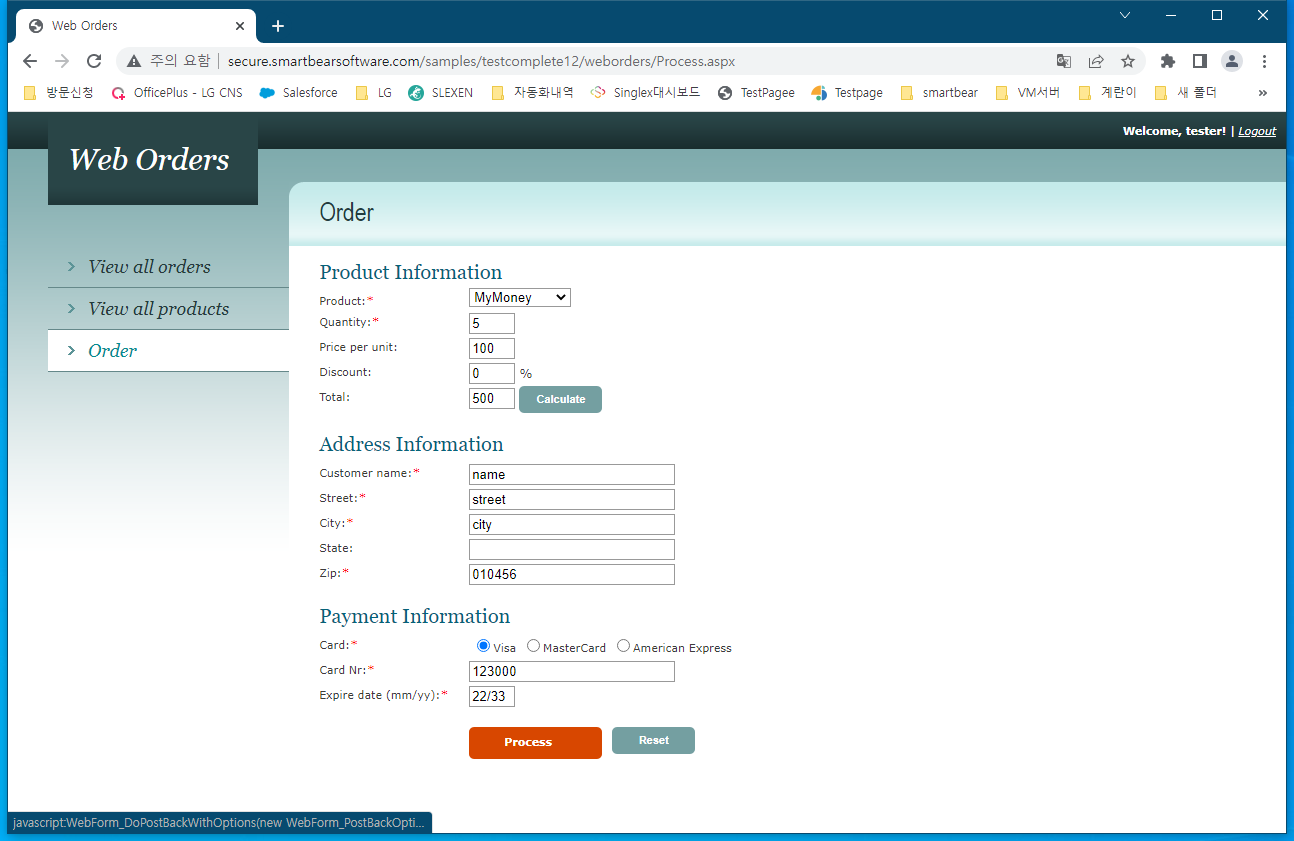 Web Orders
주의 요함 | secure.smartbearsoftware.com/samples/testcomplete12/weborders/Process.aspx
방문신청 OfficePlus - LG CNS Salesforce LG SLEXEN 자동화내역 Singlex대시보드 TestPagee Testpage smartbear VM서버 계란이 새 폴더 »
Welcome, tester! | Logout
Web Orders
Order
View all orders
View all products
Order
Product Information
Product:* MyMoney
Quantity:* 5
Price per unit: 100
Discount: 0 %
Total: 500 Calculate
Address Information
Customer name:* name
Street:* street
City:* city
State:
Zip:* 010456
Payment Information
Card:* Visa MasterCard American Express
Card Nr:* 123000
Expire date (mm/yy):* 22/33
Process Reset
javascript:WebForm_DoPostBackWithOptions(new WebForm_PostBackOpti...